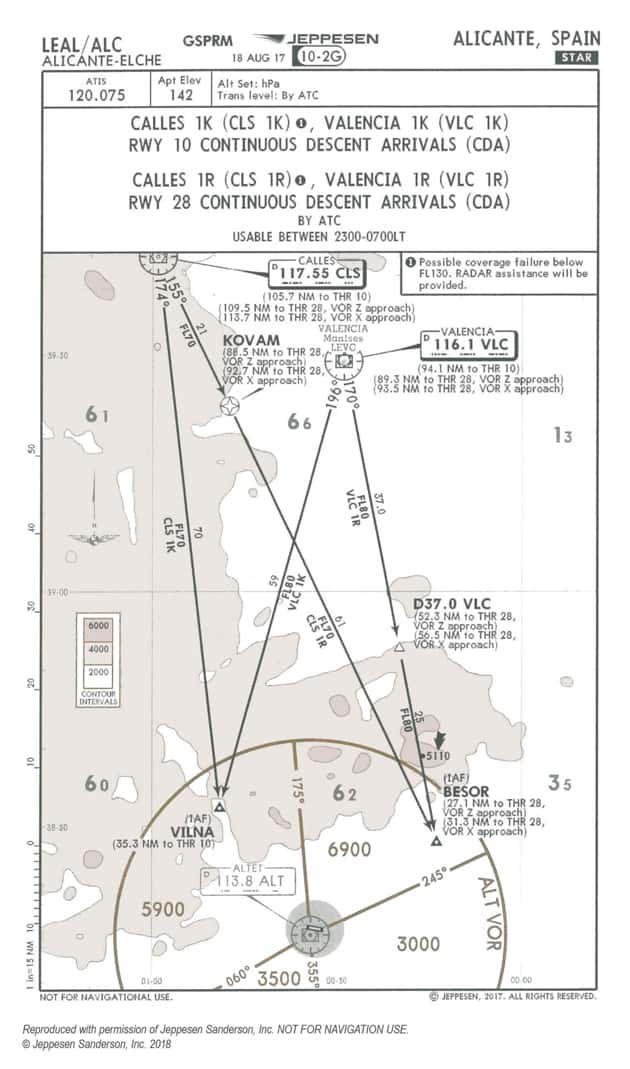 LEAL/ALC
ALICANTE-ELCHE
GSPRM
JEPPESEN
18 AUG 17
10-2G
ALICANTE, SPAIN
STAR
ATIS
120.075
Apt Elev
142
Alt Set: hPa
Trans level: By ATC
CALLES 1K (CLS 1K) ❶, VALENCIA 1K (VLC 1K)
RWY 10 CONTINUOUS DESCENT ARRIVALS (CDA)
CALLES 1R (CLS 1R) ❶, VALENCIA 1R (VLC 1R)
RWY 28 CONTINUOUS DESCENT ARRIVALS (CDA)
BY ATC
USABLE BETWEEN 2300-0700LT
❶ Possible coverage failure below
FL130. RADAR assistance will be
provided.
CALLES
D 117.55 CLS
(105.7 NM to THR 10)
(109.5 NM to THR 28, VOR Z approach)
(113.7 NM to THR 28, VOR X approach)
155°
174°
21
FL70
KOVAM
(88.5 NM to THR 28,
VOR Z approach)
(92.7 NM to THR 28,
VOR X approach)
VALENCIA
Manises
LEVC
VALENCIA
D 116.1 VLC
(94.1 NM to THR 10)
(89.3 NM to THR 28, VOR Z approach)
(93.5 NM to THR 28, VOR X approach)
196°
170°
39-30
61
66
13
50
37.0
FL80
VLC 1R
70
FL70
CLS 1K
40
59
FL80
VLC 1K
39-00
30
61
FL70
CLS 1R
D37.0 VLC
(52.3 NM to THR 28,
VOR Z approach)
(56.5 NM to THR 28,
VOR X approach)
6000
4000
2000
CONTOUR
INTERVALS
20
25
FL80
10
5110
60
175°
62
35
(IAF)
VILNA
(35.3 NM to THR 10)
(IAF)
BESOR
(27.1 NM to THR 28,
VOR Z approach)
(31.3 NM to THR 28,
VOR X approach)
38-30
0
6900
ALTET
D 113.8 ALT
245°
ALT VOR
5900
3000
060°
3500
355°
10
1 in=15 NM
01-00
00-30
00-00
NOT FOR NAVIGATIONAL USE.
© JEPPESEN, 2017. ALL RIGHTS RESERVED.
Reproduced with permission of Jeppesen Sanderson, Inc. NOT FOR NAVIGATION USE.
© Jeppesen Sanderson, Inc. 2018